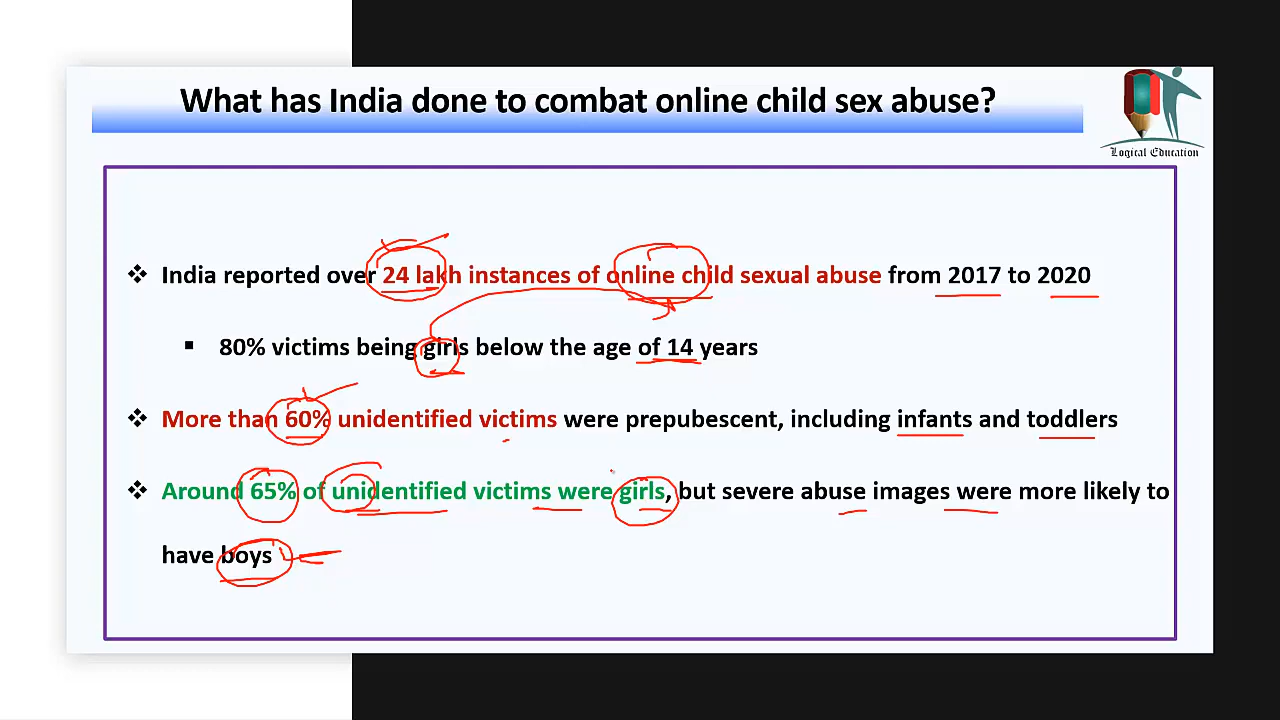 What has India done to combat online child sex abuse?
Logical Education
❖ India reported over 24 lakh instances of online child sexual abuse from 2017 to 2020
▪ 80% victims being girls below the age of 14 years
❖ More than 60% unidentified victims were prepubescent, including infants and toddlers
❖ Around 65% of unidentified victims were girls, but severe abuse images were more likely to
have boys